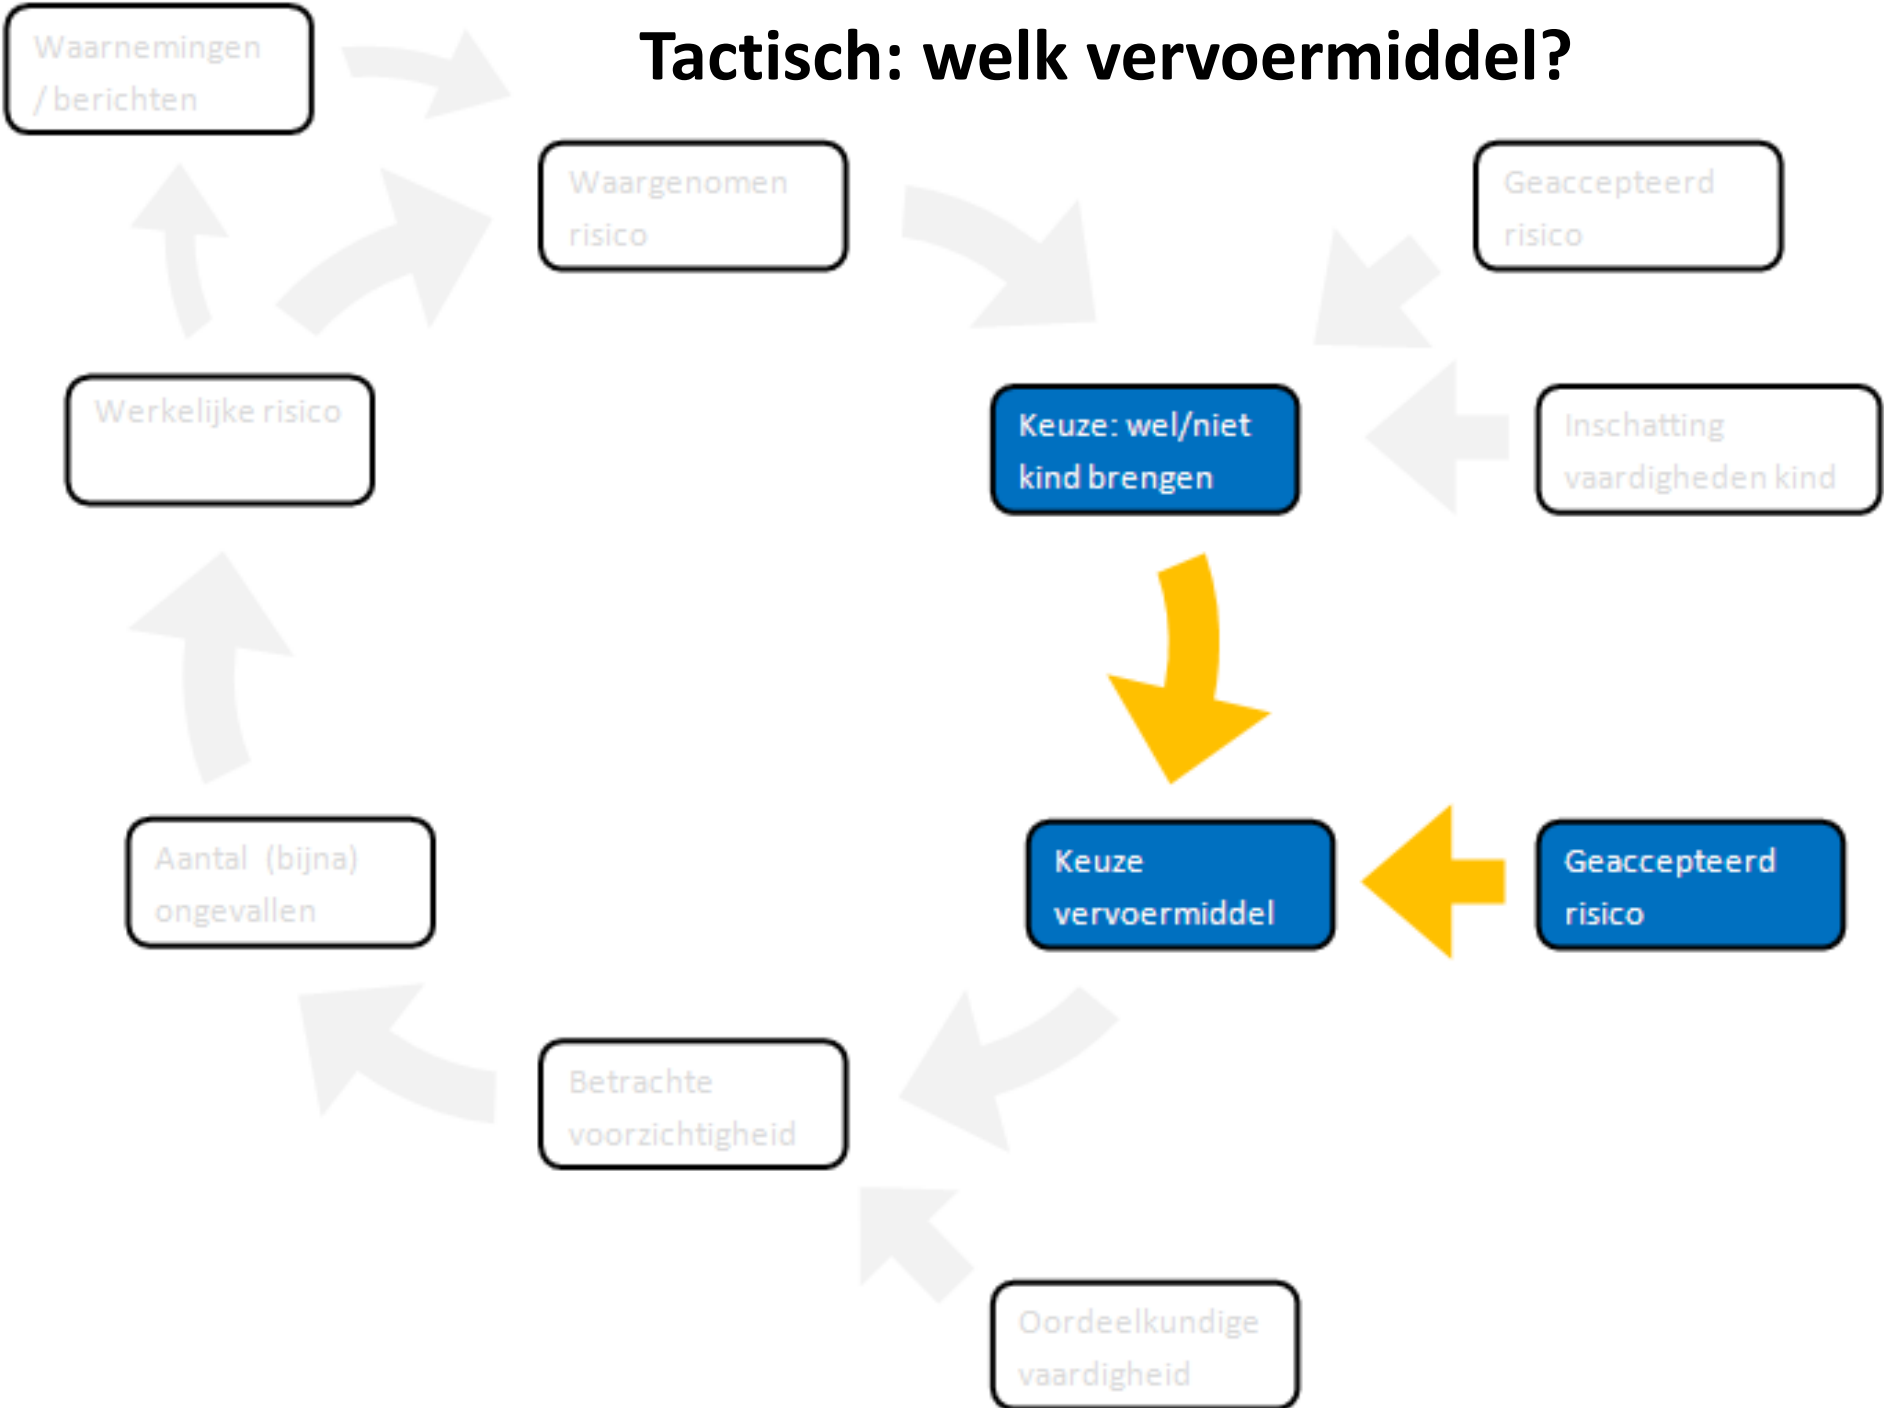 Tactisch: welk vervoermiddel?
Waarnemingen
/ berichten
Waargenomen
risico
Geaccepteerd
risico
Werkelijke risico
Keuze: wel/niet
kind brengen
Inschatting
vaardigheden kind
Aantal (bijna)
ongevallen
Keuze
vervoermiddel
Geaccepteerd
risico
Betrachte
voorzichtigheid
Oordeelkundige
vaardigheid